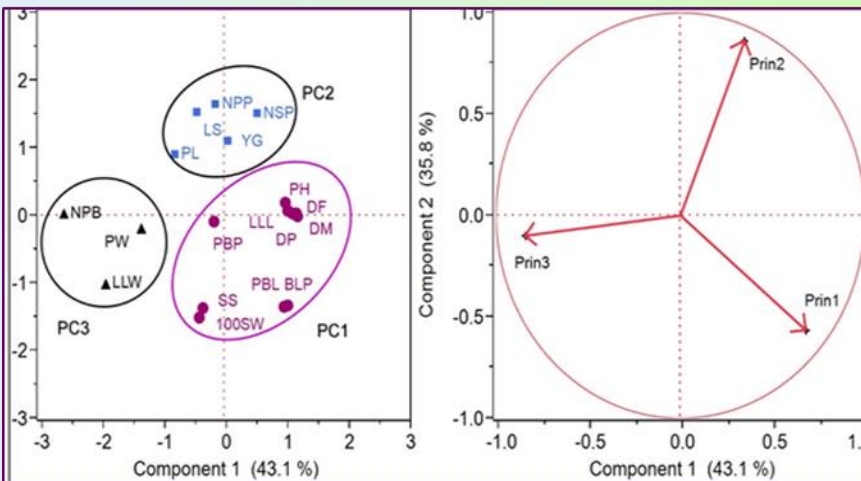 3
2
1
0
-1
-2
-3
NPP
NSP
LS
YG
PL
PC2
NPB
PW
LLW
PC3
PH
DF
LLL
DM
PBP
DP
PBL BLP
SS
100SW
PC1
-3 -2 -1 0 1 2 3
Component 1 (43.1 %)
Component 2 (35.8 %)
1.0
0.5
0.0
-0.5
-1.0
Prin2
Prin3
Prin1
-1.0 -0.5 0.0 0.5 1.
Component 1 (43.1 %)